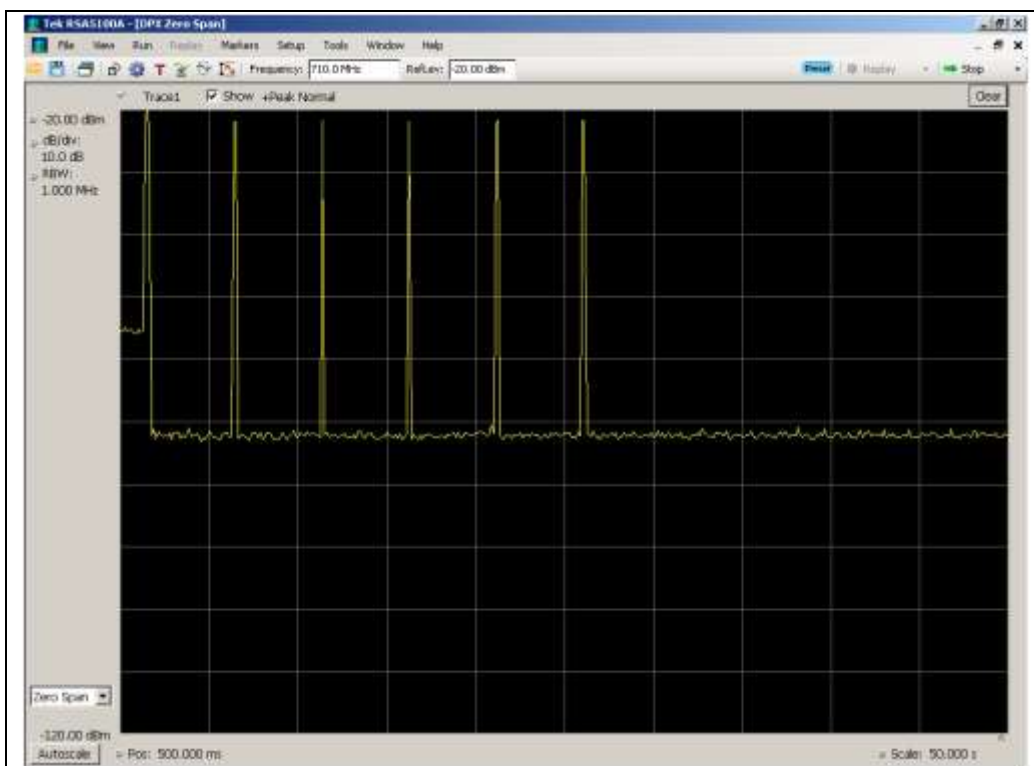 Tek RSA5100A - [DPX Zero Span]
File View Run Replay Markers Setup Tools Window Help
Frequency: 710.0 MHz RefLev: -20.00 dBm Preset Replay Stop
Trace1 Show +Peak Normal Clear
-20.00 dBm
dB/div:
10.0 dB
RBW:
1.000 MHz
Zero Span
-120.00 dBm
Autoscale Pos: 500.000 ms Scale: 50.000 s